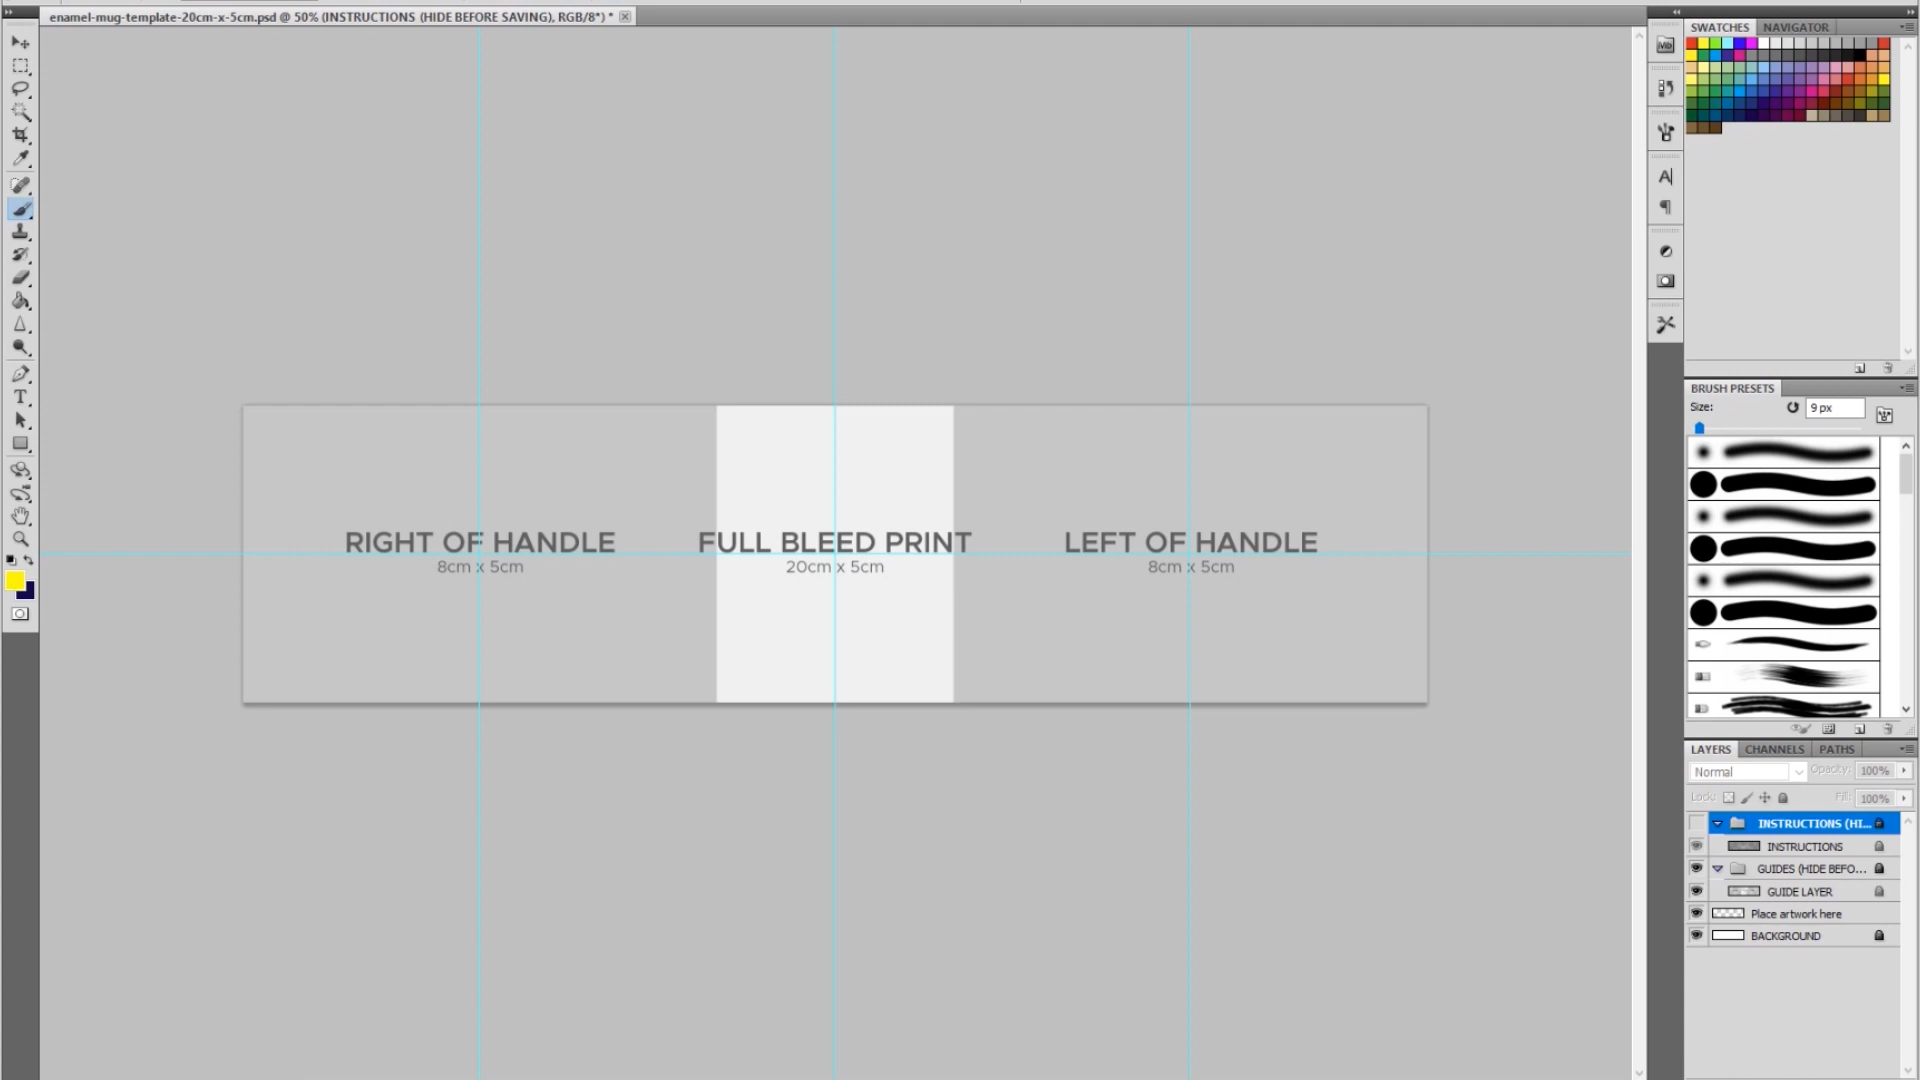 enamel-mug-template-20cm-x-5cm.psd @ 50% (INSTRUCTIONS (HIDE BEFORE SAVING), RGB/8*) *
SWATCHES NAVIGATOR
BRUSH PRESETS
Size: 9 px
RIGHT OF HANDLE
8cm x 5cm
FULL BLEED PRINT
20cm x 5cm
LEFT OF HANDLE
8cm x 5cm
LAYERS CHANNELS PATHS
Normal Opacity: 100%
Lock: Fill: 100%
INSTRUCTIONS (HI...
INSTRUCTIONS
GUIDES (HIDE BEFO...
GUIDE LAYER
Place artwork here
BACKGROUND